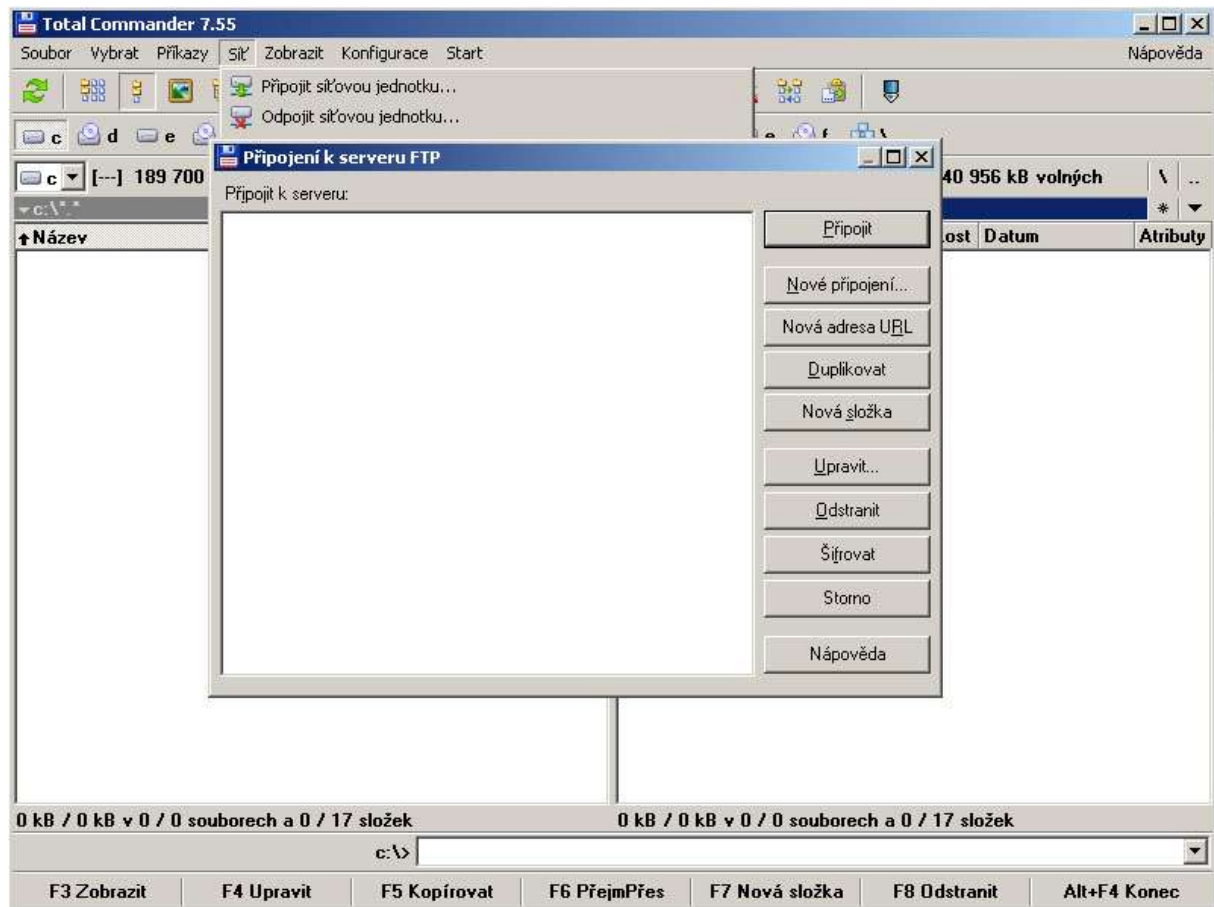 Total Commander 7.55
Soubor Vybrat Příkazy Síť Zobrazit Konfigurace Start Nápověda
Připojit síťovou jednotku...
Odpojit síťovou jednotku...
c d e f \
Připojení k serveru FTP
c [---] 189 700 40 956 kB volných \ ..
c:\*.* * 
Název Datum Atributy
Připojit k serveru:
Připojit
Nové připojení...
Nová adresa URL
Duplikovat
Nová složka
Upravit...
Odstranit
Šifrovat
Storno
Nápověda
0 kB / 0 kB v 0 / 0 souborech a 0 / 17 složek 0 kB / 0 kB v 0 / 0 souborech a 0 / 17 složek
c:\>
F3 Zobrazit F4 Upravit F5 Kopírovat F6 PřejmPřes F7 Nová složka F8 Odstranit Alt+F4 Konec